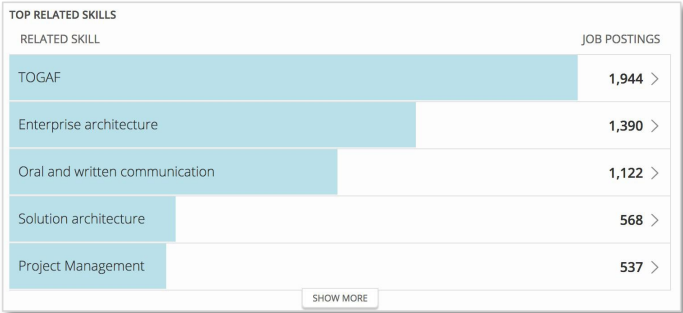 TOP RELATED SKILLS
RELATED SKILL JOB POSTINGS
TOGAF 1,944
Enterprise architecture 1,390
Oral and written communication 1,122
Solution architecture 568
Project Management 537
SHOW MORE